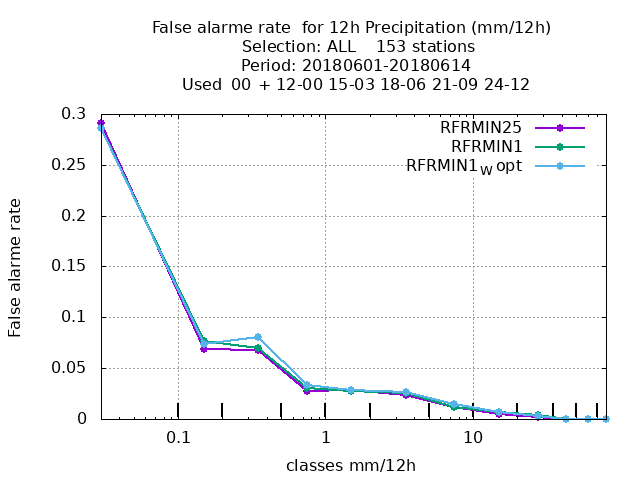 False alarme rate  for 12h Precipitation (mm/12h)
Selection: ALL    153 stations
Period: 20180601-20180614
Used  00 + 12-00 15-03 18-06 21-09 24-12
RFRMIN25
RFRMIN1
RFRMIN1w opt
False alarme rate
0.3
0.25
0.2
0.15
0.1
0.05
0
0.1 1 10
classes mm/12h